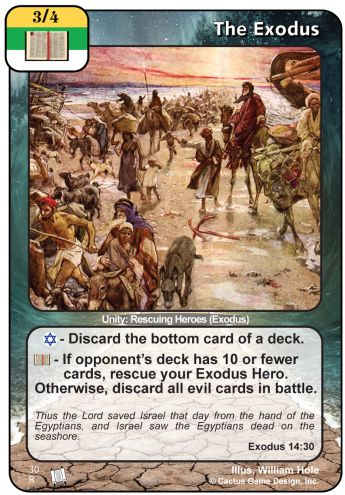 3/4
The Exodus
Unity: Rescuing Heroes (Exodus)
- Discard the bottom card of a deck.
- If opponent's deck has 10 or fewer
cards, rescue your Exodus Hero.
Otherwise, discard all evil cards in battle.
Thus the Lord saved Israel that day from the hand of the
Egyptians, and Israel saw the Egyptians dead on the
seashore.
Exodus 14:30
30
R
Illus. William Hole
© Cactus Game Design, Inc.